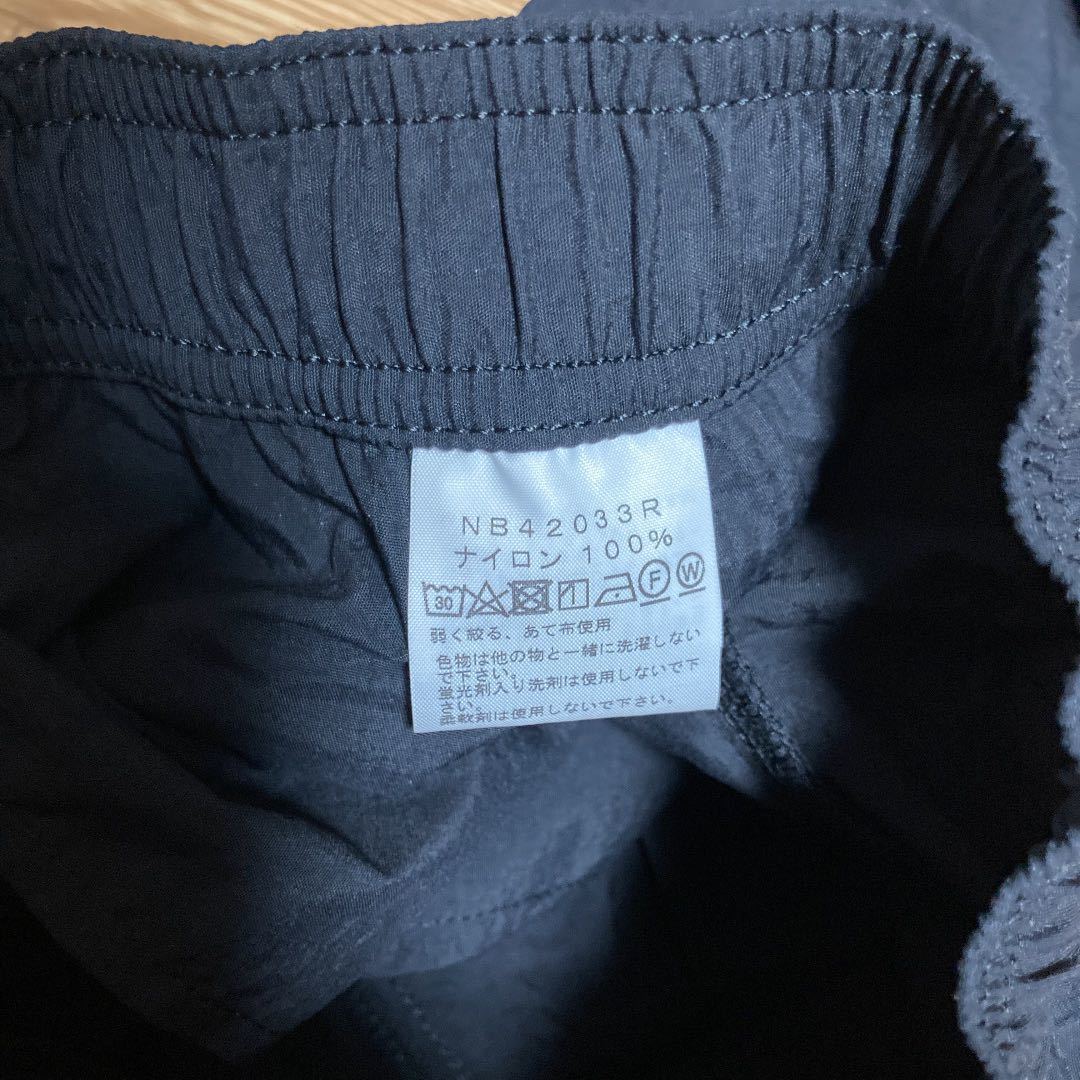 NB42033R
ナイロン 100%
30 F W
弱く絞る、あて布使用
色物は他の物と一緒に洗濯しない
で下さい。
蛍光剤入り洗剤は使用しないで下
さい。
柔軟剤は使用しないで下さい。